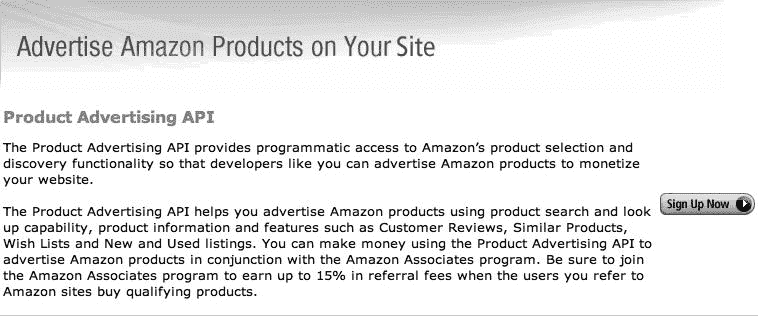 Advertise Amazon Products on Your Site
Product Advertising API
The Product Advertising API provides programmatic access to Amazon’s product selection and
discovery functionality so that developers like you can advertise Amazon products to monetize
your website.
The Product Advertising API helps you advertise Amazon products using product search and look
up capability, product information and features such as Customer Reviews, Similar Products,
Wish Lists and New and Used listings. You can make money using the Product Advertising API to
advertise Amazon products in conjunction with the Amazon Associates program. Be sure to join
the Amazon Associates program to earn up to 15% in referral fees when the users you refer to
Amazon sites buy qualifying products.
Sign Up Now